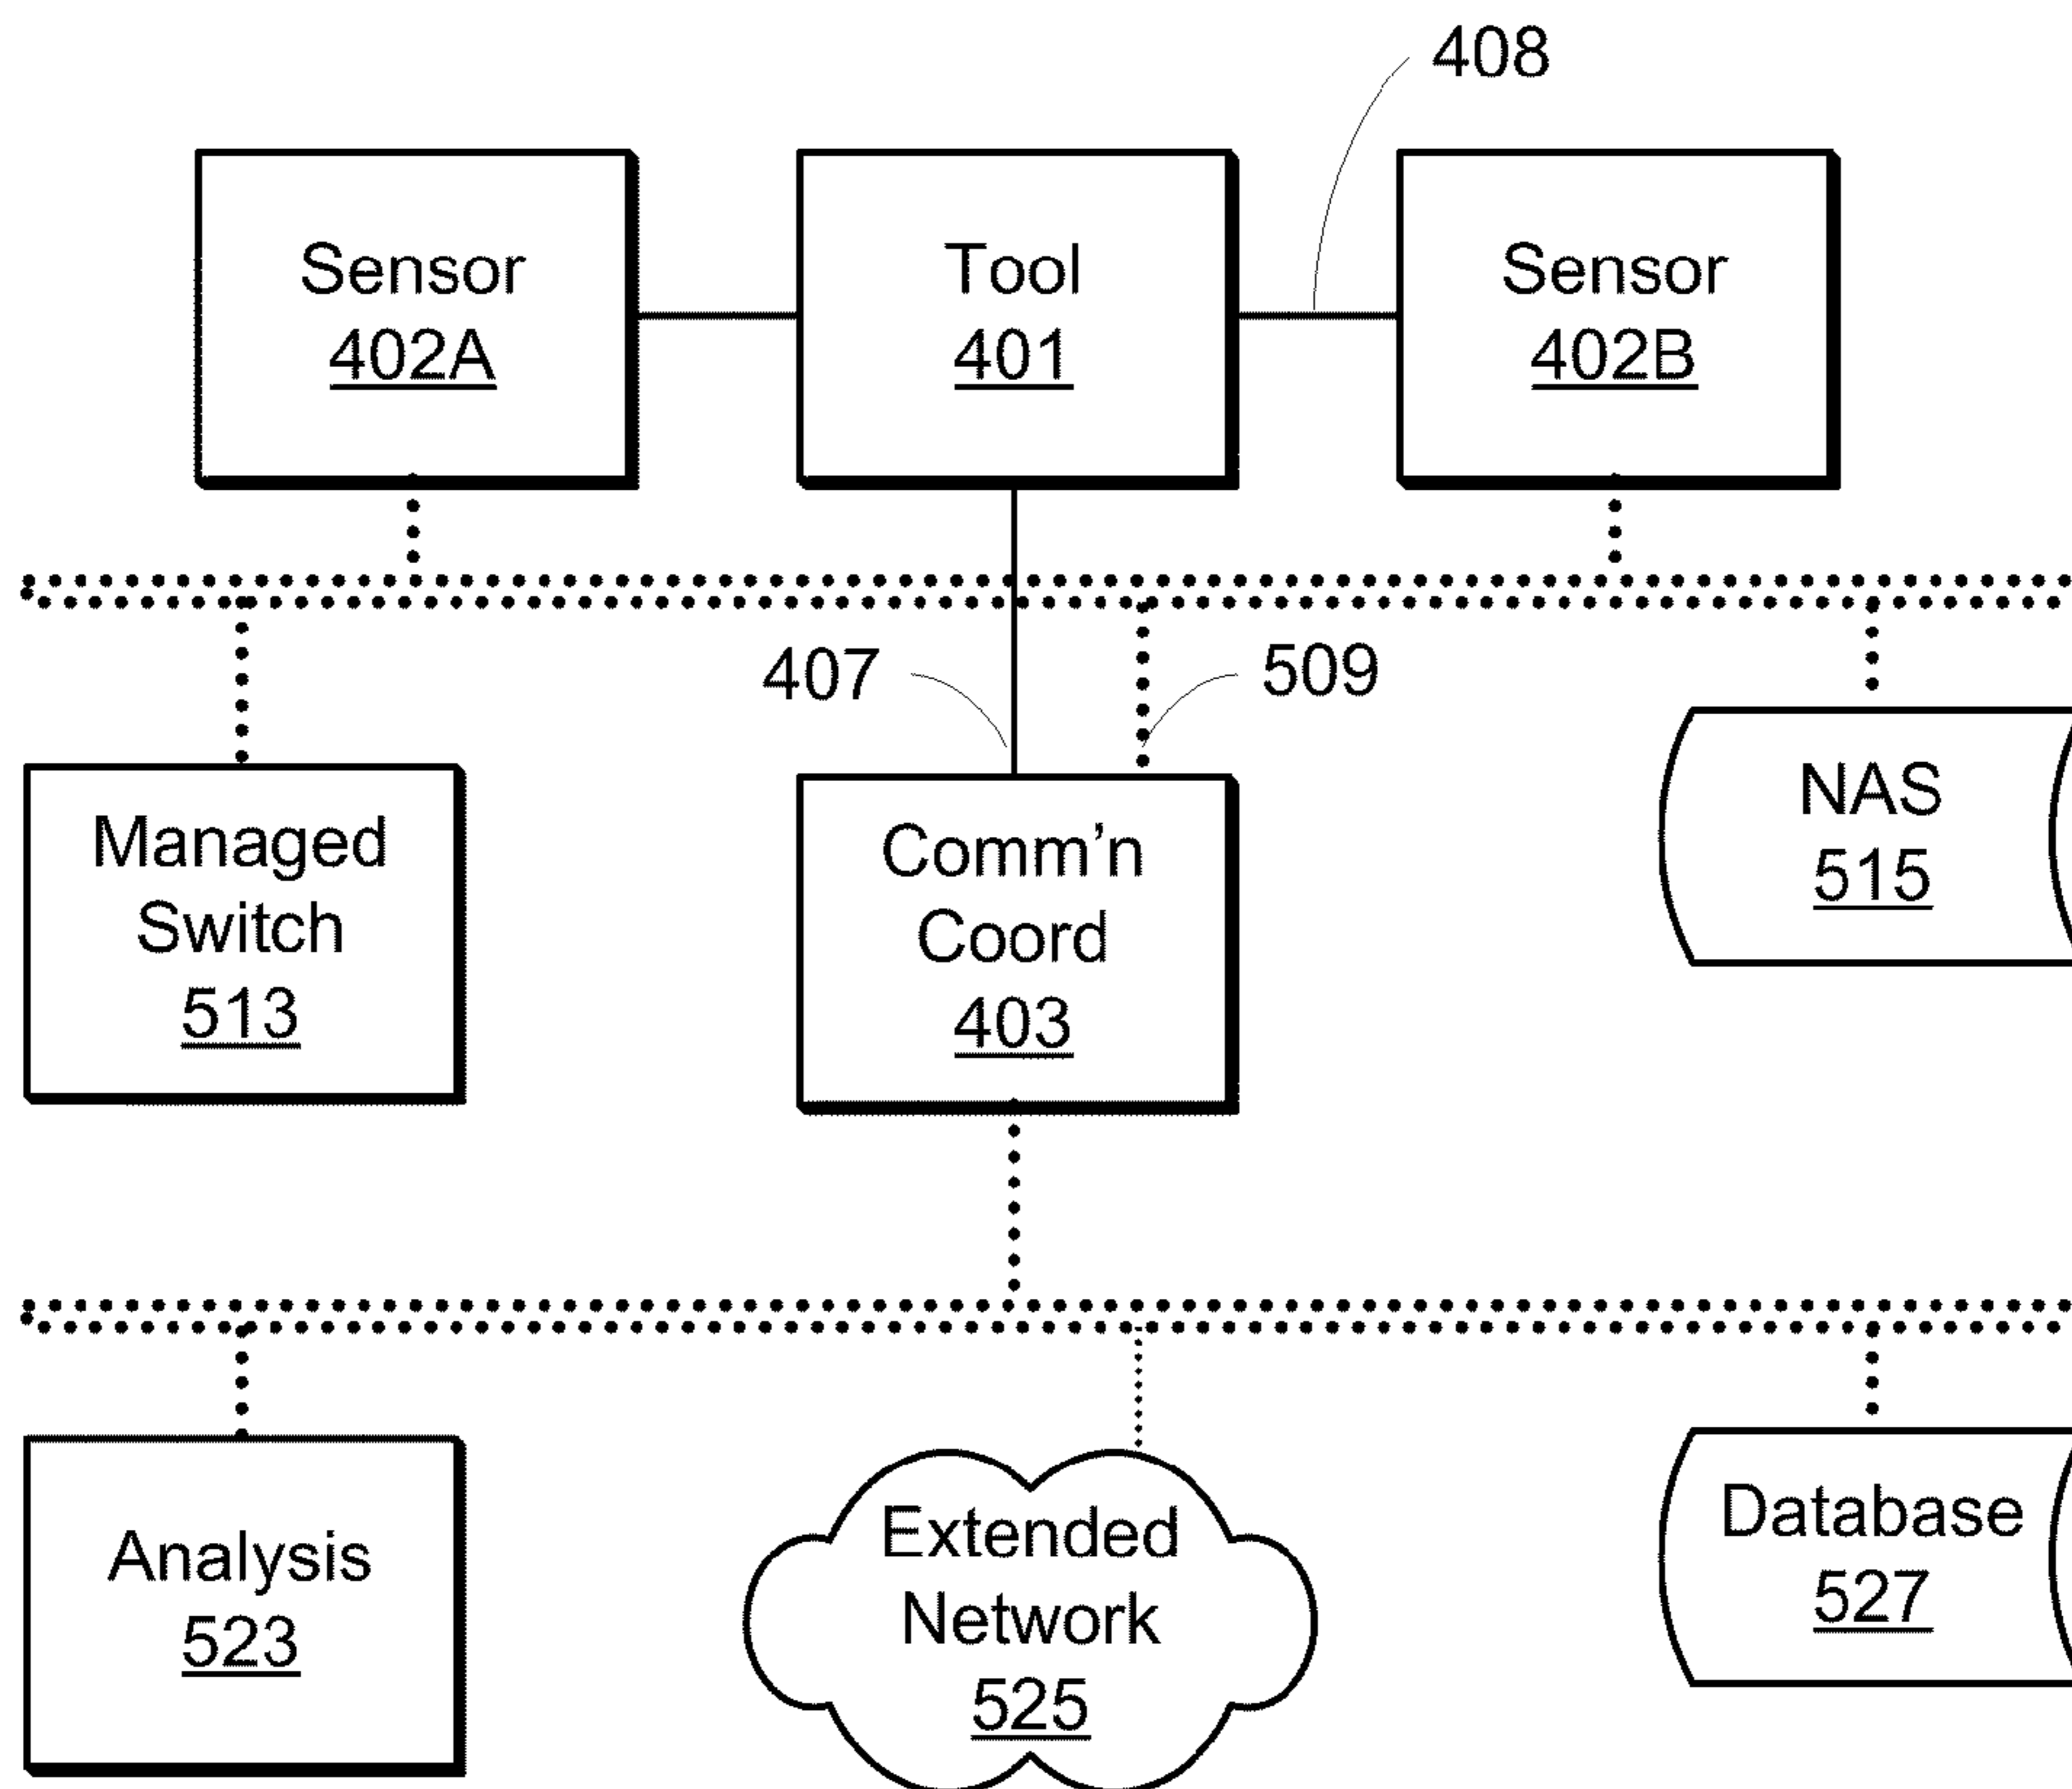 408
Sensor
402A
Tool
401
Sensor
402B
407
509
Managed
Switch
513
Comm’n
Coord
403
NAS
515
Analysis
523
Extended
Network
525
Database
527